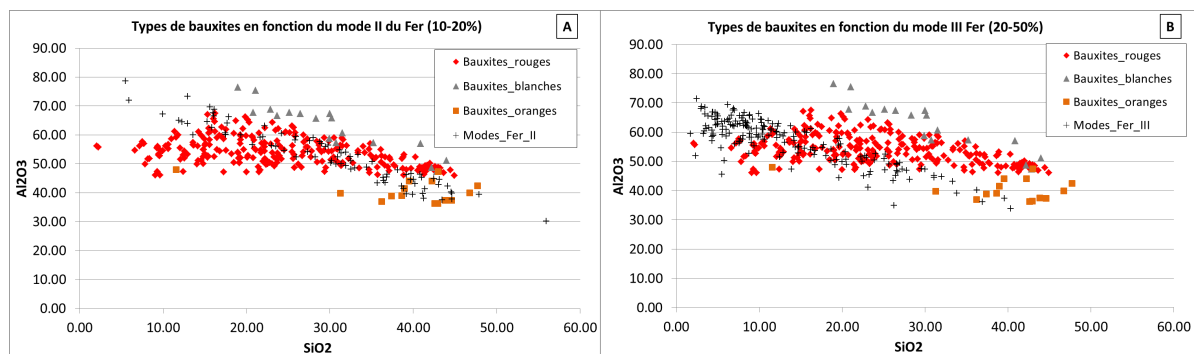 Types de bauxites en fonction du mode II du Fer (10-20%)
A
90.00
80.00
70.00
60.00
50.00
40.00
30.00
20.00
10.00
0.00
Al2O3
Bauxites_rouges
Bauxites_blanches
Bauxites_oranges
Modes_Fer_II
0.00 10.00 20.00 30.00 40.00 50.00 60.00
SiO2
Types de bauxites en fonction du mode III Fer (20-50%)
B
90.00
80.00
70.00
60.00
50.00
40.00
30.00
20.00
10.00
0.00
Al2O3
Bauxites_rouges
Bauxites_blanches
Bauxites_oranges
Modes_Fer_III
0.00 10.00 20.00 30.00 40.00 50.00 60.00
SiO2